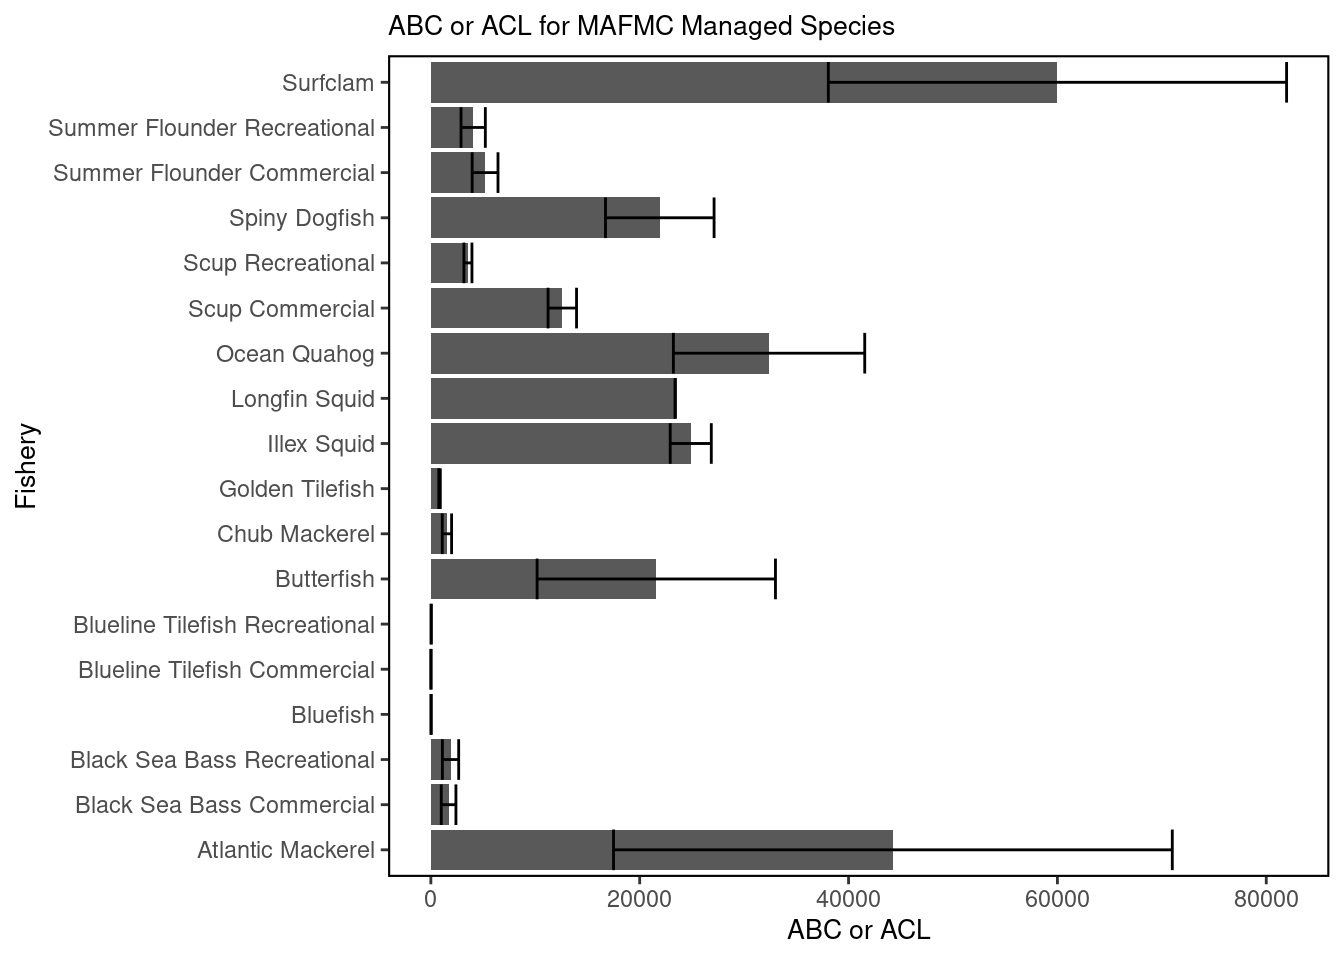 ABC or ACL for MAFMC Managed Species
Surfclam
Summer Flounder Recreational
Summer Flounder Commercial
Spiny Dogfish
Scup Recreational
Scup Commercial
Ocean Quahog
Longfin Squid
Illex Squid
Golden Tilefish
Chub Mackerel
Butterfish
Blueline Tilefish Recreational
Blueline Tilefish Commercial
Bluefish
Black Sea Bass Recreational
Black Sea Bass Commercial
Atlantic Mackerel
Fishery
0 20000 40000 60000 80000
ABC or ACL